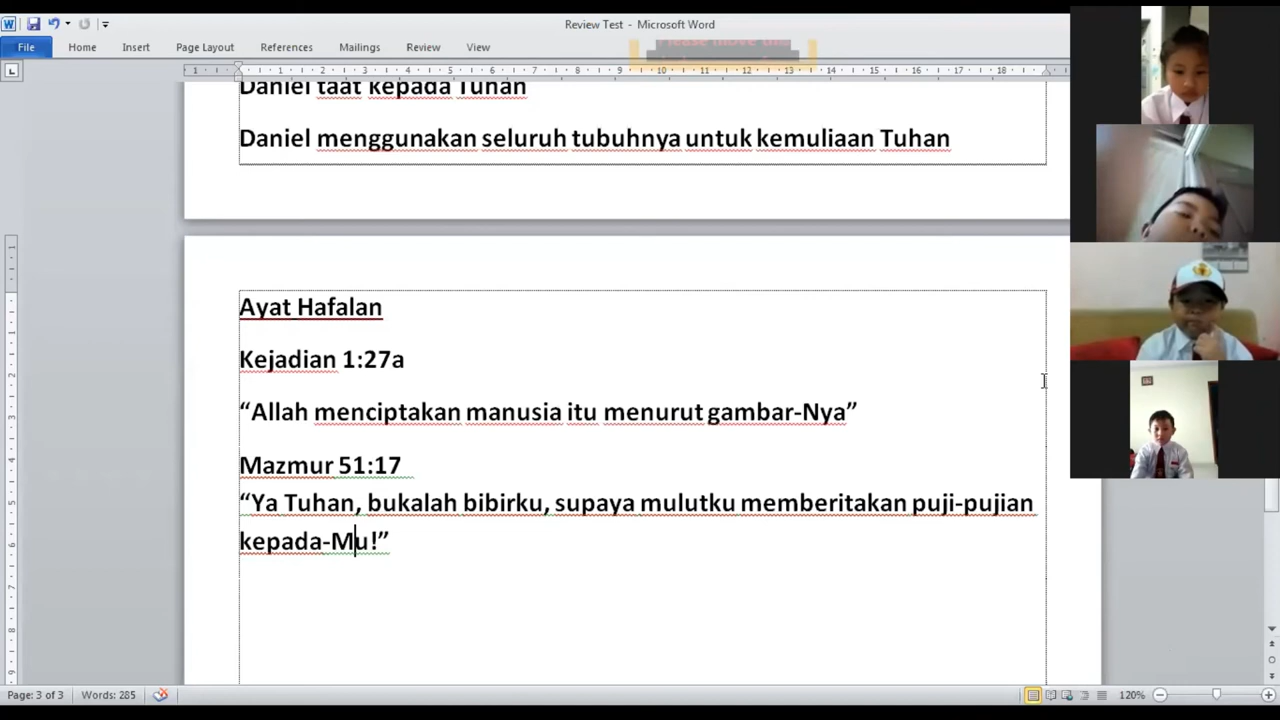 Review Test - Microsoft Word
File Home Insert Page Layout References Mailings Review View
Please move the
Daniel taat kepada Tuhan
Daniel menggunakan seluruh tubuhnya untuk kemuliaan Tuhan
Ayat Hafalan
Kejadian 1:27a
“Allah menciptakan manusia itu menurut gambar-Nya”
Mazmur 51:17
“Ya Tuhan, bukalah bibirku, supaya mulutku memberitakan puji-pujian
kepada-Mu!”
Page: 3 of 3 Words: 285 120%